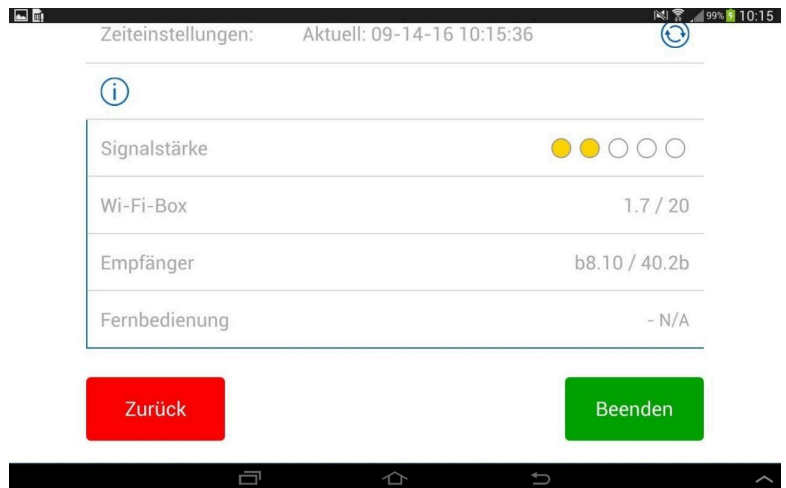 99% 10:15
Zeiteinstellungen: Aktuell: 09-14-16 10:15:36
i
Signalstärke
Wi-Fi-Box 1.7 / 20
Empfänger b8.10 / 40.2b
Fernbedienung - N/A
Zurück Beenden